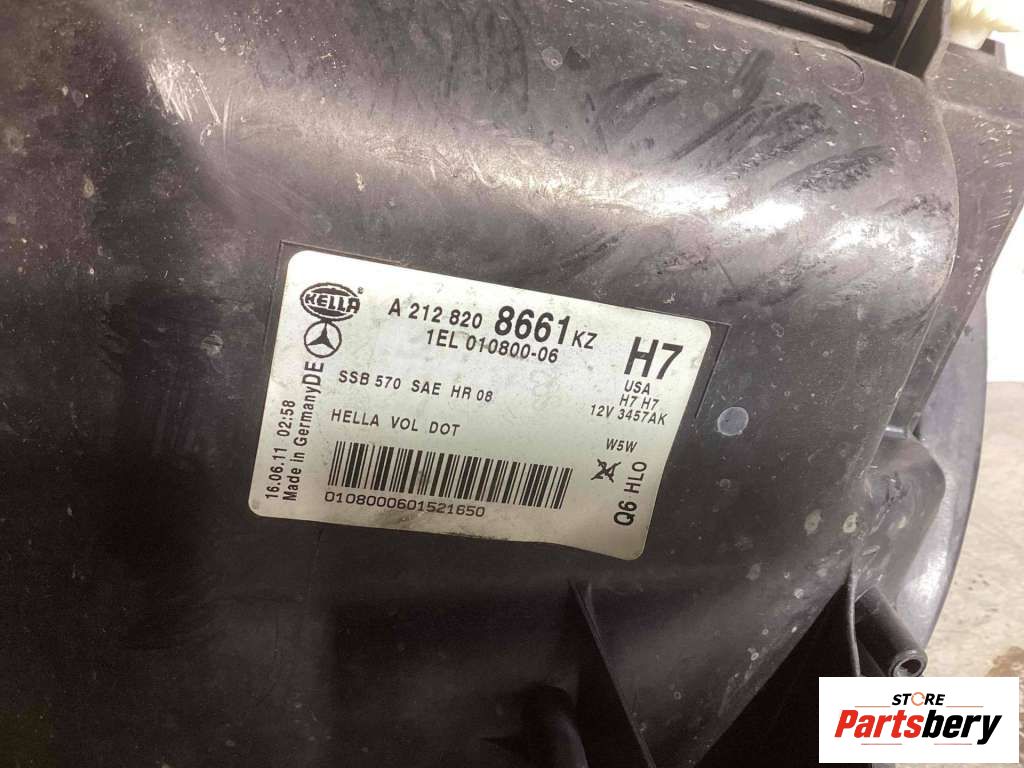 HELLA
A 212 820 8661 KZ
1EL 010800-06
H7
USA
H7 H7
12V 3457AK
SSB 570 SAE HR 08
HELLA VOL DOT
W5W
Q6 HLO
16.06.11 02:58
Made in Germany DE
0108000601521650
STORE
Partsbery